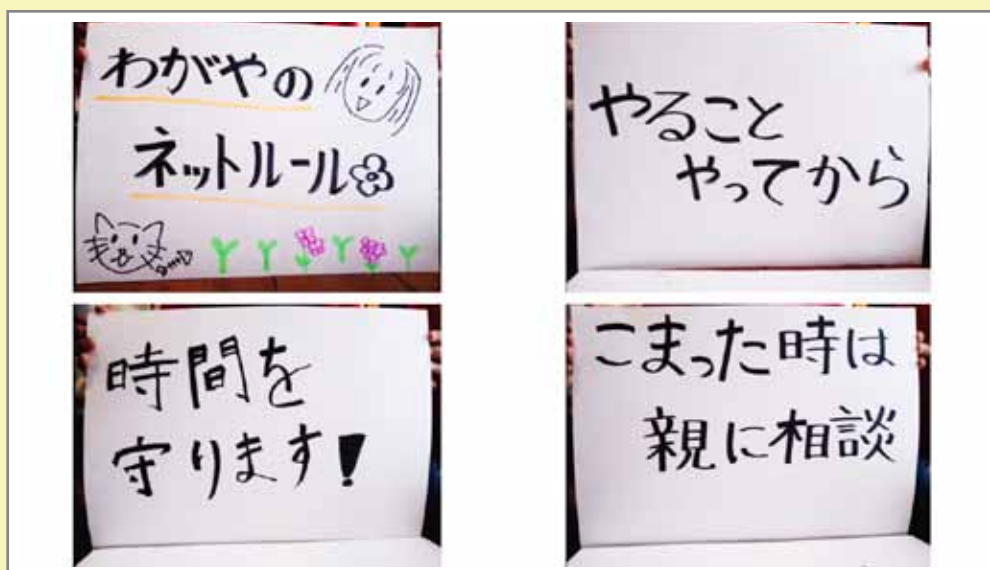 わがやの
ネットルール
やること
やってから
時間を
守ります!
こまった時は
親に相談